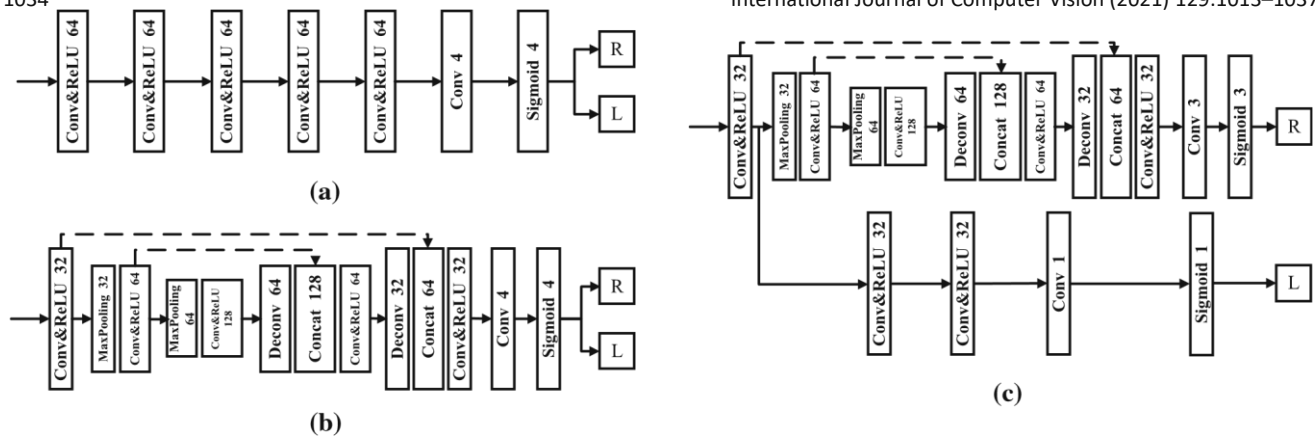 1034
International Journal of Computer Vision (2021) 129:1013–1037
Conv&ReLU 64
Conv&ReLU 64
Conv&ReLU 64
Conv&ReLU 64
Conv&ReLU 64
Conv 4
Sigmoid 4
R
L
(a)
Conv&ReLU 32
MaxPooling 32
Conv&ReLU 64
MaxPooling
64
Conv&ReLU
128
Deconv 64
Concat 128
Conv&ReLU 64
Deconv 32
Concat 64
Conv&ReLU 32
Conv 4
Sigmoid 4
R
L
(b)
Conv&ReLU 32
MaxPooling 32
Conv&ReLU 64
MaxPooling
64
Conv&ReLU
128
Deconv 64
Concat 128
Conv&ReLU 64
Deconv 32
Concat 64
Conv&ReLU 32
Conv 3
Sigmoid 3
R
Conv&ReLU 32
Conv&ReLU 32
Conv 1
Sigmoid 1
L
(c)